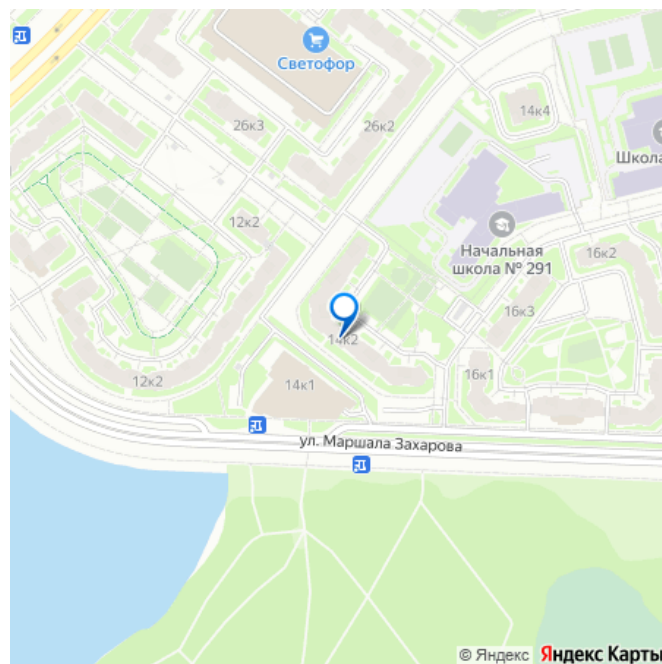 Светофор
26к3
26к2
14к4
Школа
12к2
Начальная
школа № 291
16к2
16к3
14к2
12к2
14к1
16к1
ул. Маршала Захарова
© Яндекс Яндекс Карты